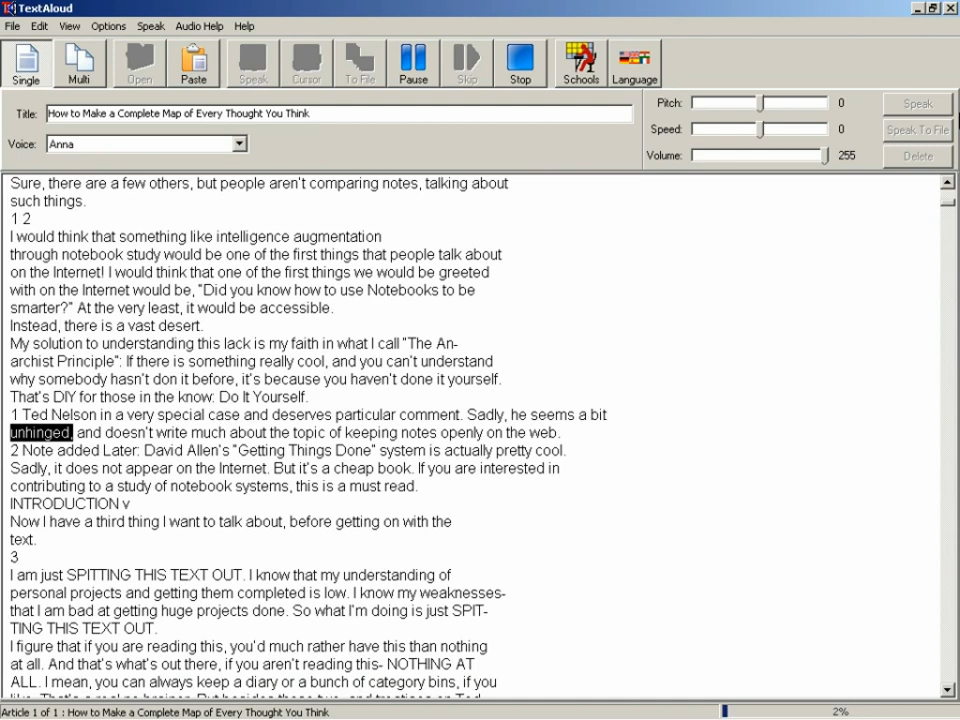 TextAloud
File Edit View Options Speak Audio Help Help
Single Multi Open Paste Speak Cursor To File Pause Skip Stop Schools Language
Title: How to Make a Complete Map of Every Thought You Think
Voice: Anna
Pitch: 0 Speak
Speed: 0 Speak To File
Volume: 255 Delete
Sure, there are a few others, but people aren't comparing notes, talking about
such things.
1 2
I would think that something like intelligence augmentation
through notebook study would be one of the first things that people talk about
on the Internet! I would think that one of the first things we would be greeted
with on the Internet would be, "Did you know how to use Notebooks to be
smarter?" At the very least, it would be accessible.
Instead, there is a vast desert.
My solution to understanding this lack is my faith in what I call "The An-
archist Principle": If there is something really cool, and you can't understand
why somebody hasn't don it before, it's because you haven't done it yourself.
That's DIY for those in the know: Do It Yourself.
1 Ted Nelson in a very special case and deserves particular comment. Sadly, he seems a bit
unhinged, and doesn't write much about the topic of keeping notes openly on the web.
2 Note added Later: David Allen's "Getting Things Done" system is actually pretty cool.
Sadly, it does not appear on the Internet. But it's a cheap book. If you are interested in
contributing to a study of notebook systems, this is a must read.
INTRODUCTION v
Now I have a third thing I want to talk about, before getting on with the
text.
3
I am just SPITTING THIS TEXT OUT. I know that my understanding of
personal projects and getting them completed is low. I know my weaknesses-
that I am bad at getting huge projects done. So what I'm doing is just SPIT-
TING THIS TEXT OUT.
I figure that if you are reading this, you'd much rather have this than nothing
at all. And that's what's out there, if you aren't reading this- NOTHING AT
ALL. I mean, you can always keep a diary or a bunch of category bins, if you
like. That's a real no-brainer. But besides these two, and treatises on Ted
Article 1 of 1 : How to Make a Complete Map of Every Thought You Think 2%